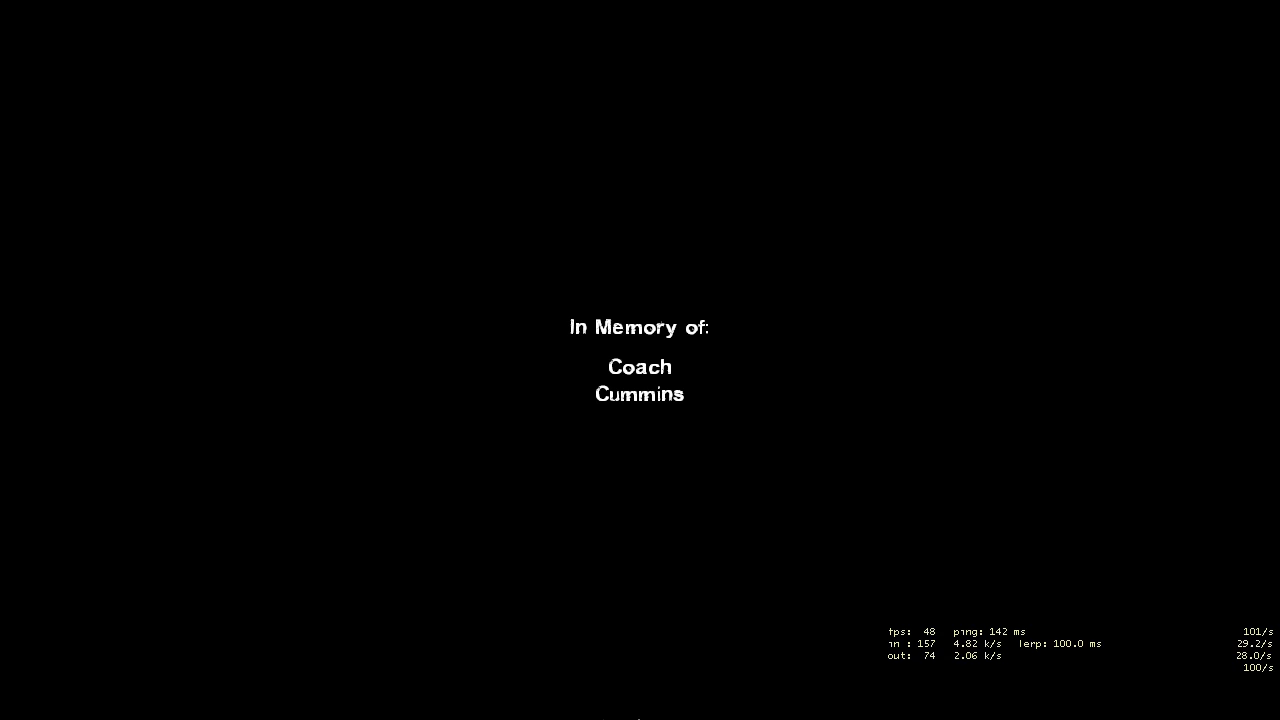 In Memory of:
Coach
Cummins
fps: 48 ping: 142 ms 101/s
in : 157 4.82 k/s lerp: 100.0 ms 29.2/s
out: 74 2.06 k/s 28.0/s
100/s